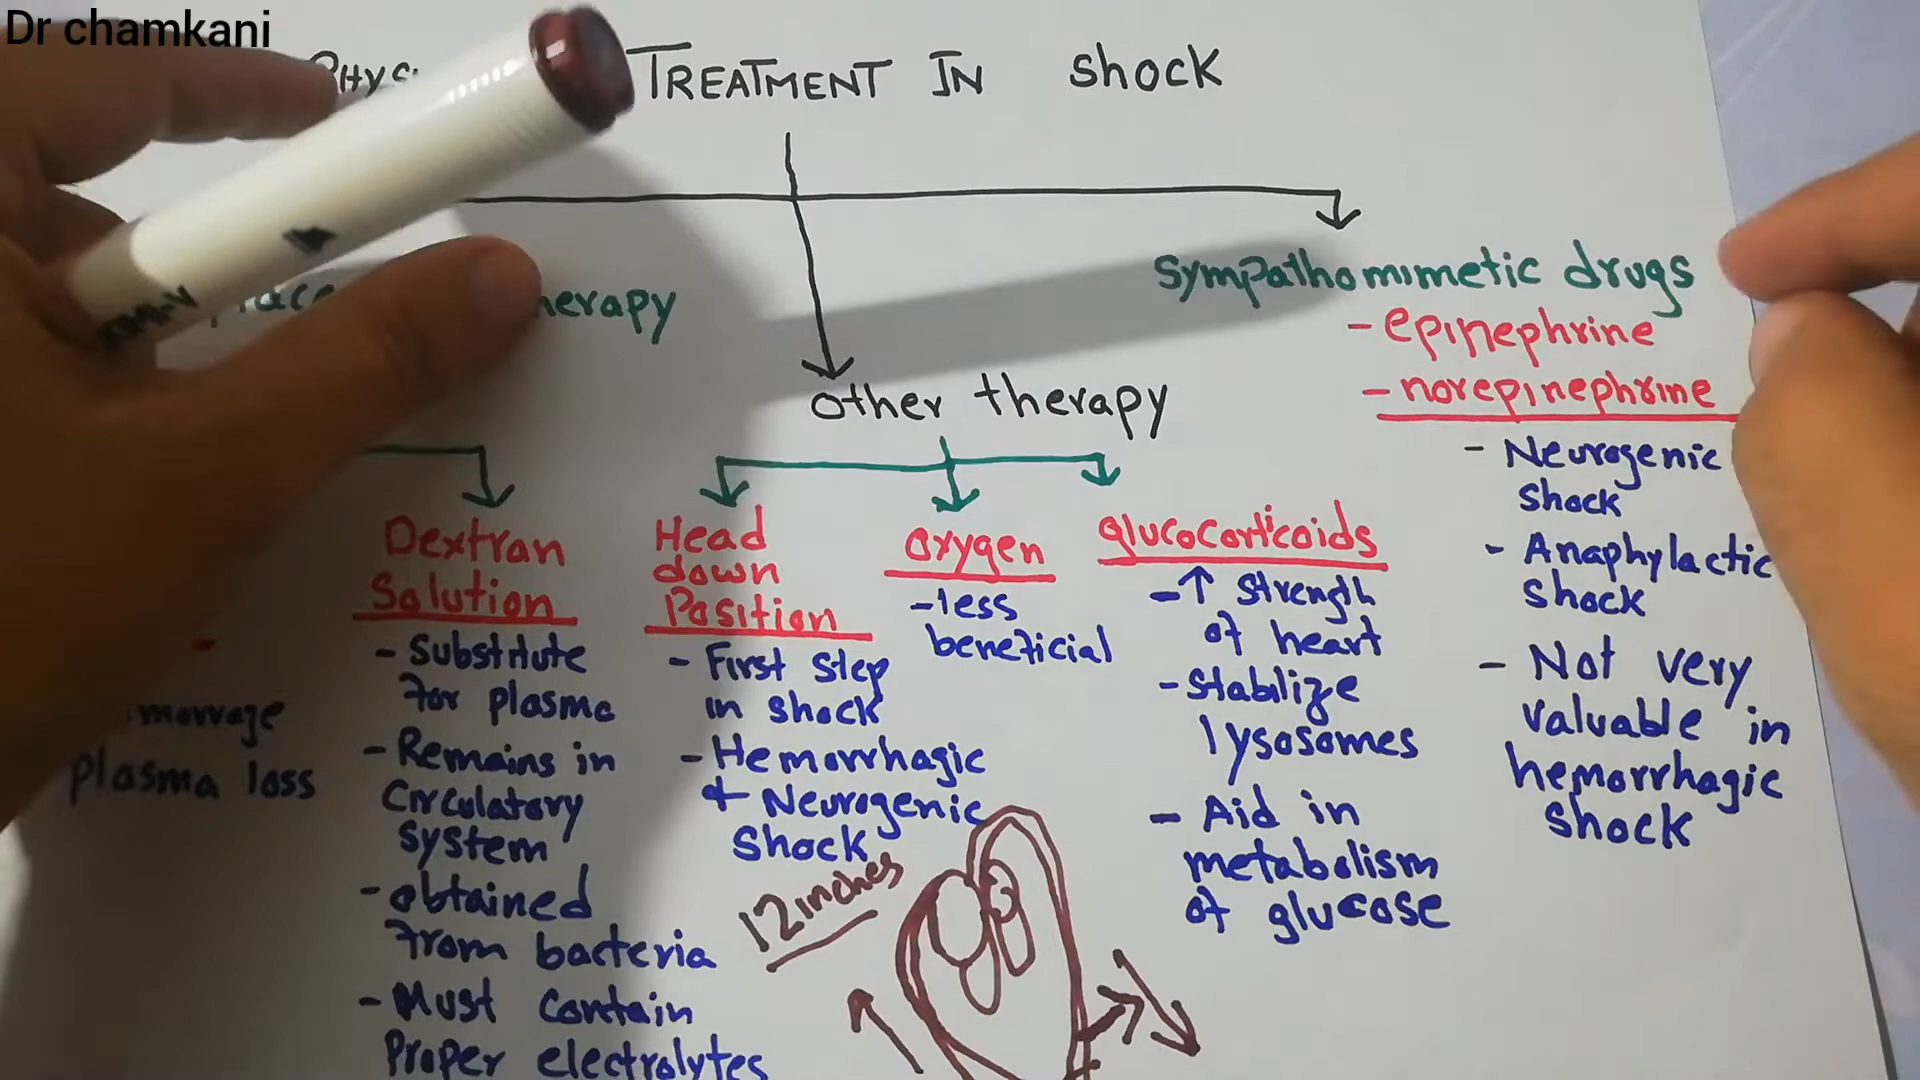 Dr chamkani
TREATMENT IN Shock
therapy
Sympathomimetic drugs
- epinephrine
- norepinephrine
- Neurogenic
Shock
- Anaphylactic
Shock
- Not very
valuable in
hemorrhagic
Shock
Other therapy
Dextran
Solution
- Substitute
for plasma
- Remains in
Circulatory
system
- obtained
from bacteria
- Must contain
Proper electrolytes
Head
down
Position
- First Step
in shock
- Hemorrhagic
+ Neurogenic
Shock
12 inches
oxygen
- less
beneficial
glucocorticoids
- ↑ Strength
of heart
- Stabilize
lysosomes
- Aid in
metabolism
of glucose
plasma loss